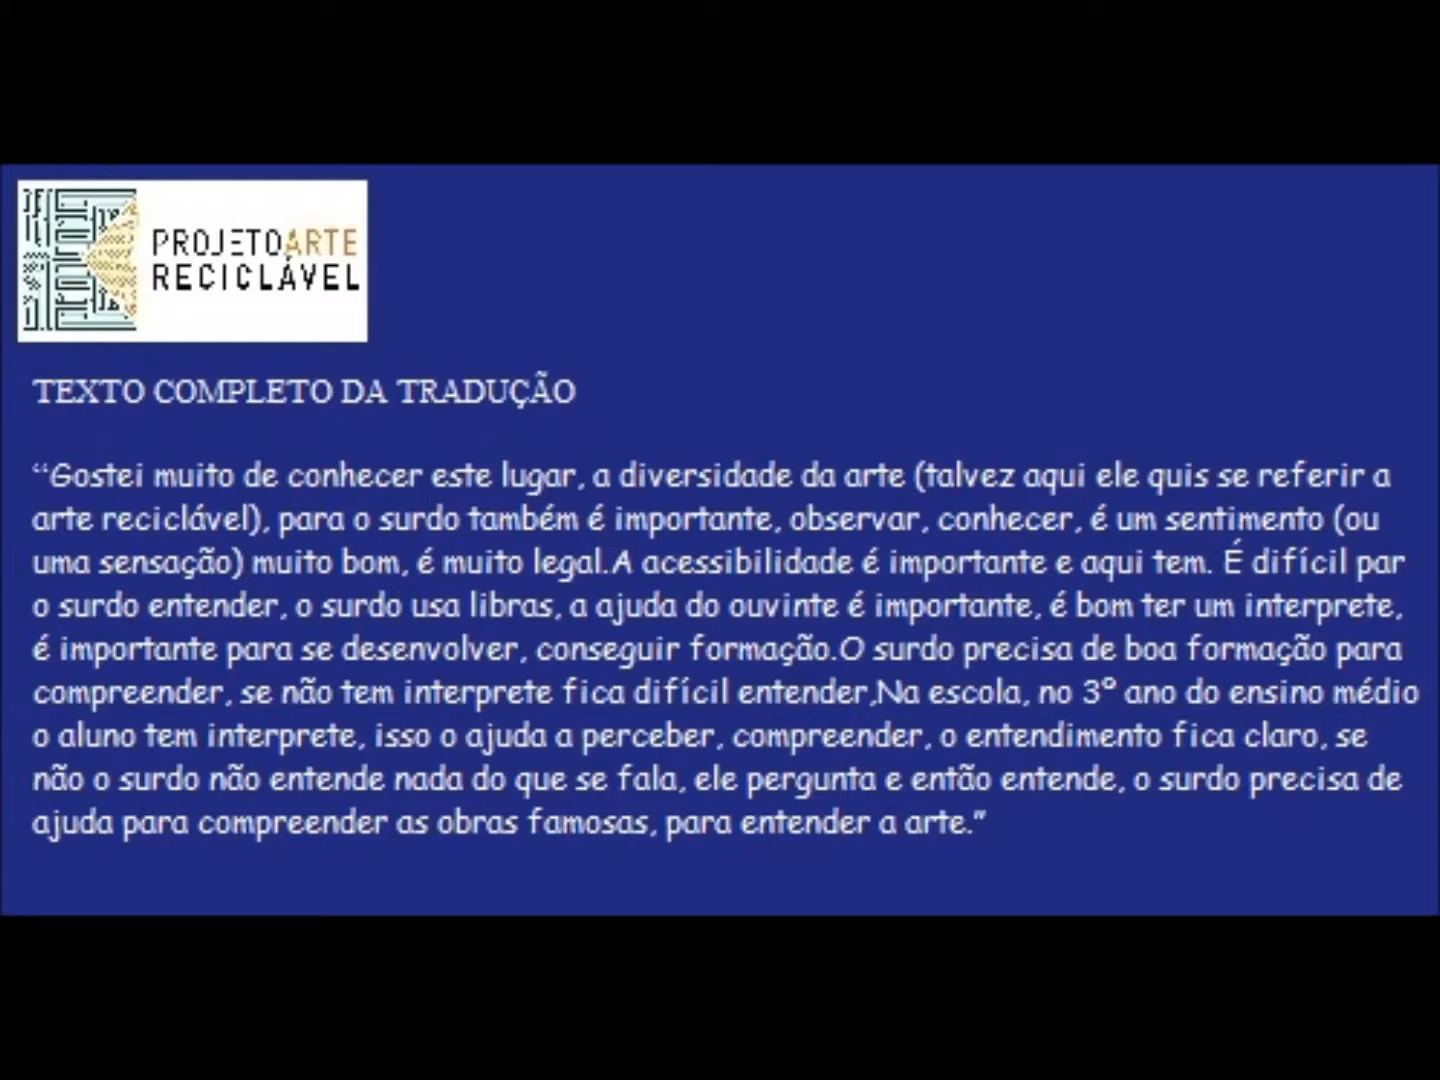 PROJETOARTE
RECICLÁVEL
TEXTO COMPLETO DA TRADUÇÃO
“Gostei muito de conhecer este lugar, a diversidade da arte (talvez aqui ele quis se referir a
arte reciclável), para o surdo também é importante, observar, conhecer, é um sentimento (ou
uma sensação) muito bom, é muito legal.A acessibilidade é importante e aqui tem. É difícil par
o surdo entender, o surdo usa libras, a ajuda do ouvinte é importante, é bom ter um interprete,
é importante para se desenvolver, conseguir formação.O surdo precisa de boa formação para
compreender, se não tem interprete fica difícil entender,Na escola, no 3º ano do ensino médio
o aluno tem interprete, isso o ajuda a perceber, compreender, o entendimento fica claro, se
não o surdo não entende nada do que se fala, ele pergunta e então entende, o surdo precisa de
ajuda para compreender as obras famosas, para entender a arte.”